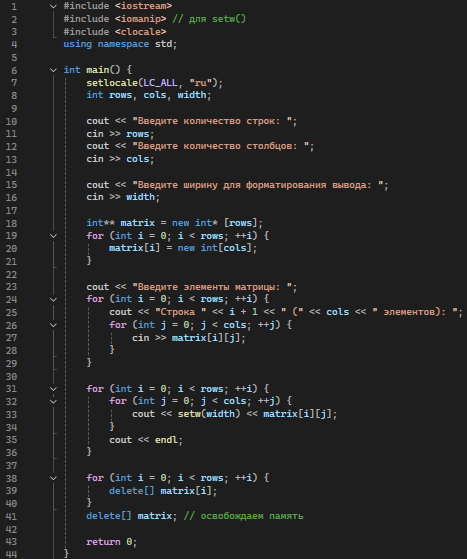 1 #include <iostream>
2 #include <iomanip> // для setw()
3 #include <clocale>
4 using namespace std;
5
6 int main() {
7 setlocale(LC_ALL, "ru");
8 int rows, cols, width;
9
10 cout << "Введите количество строк: ";
11 cin >> rows;
12 cout << "Введите количество столбцов: ";
13 cin >> cols;
14
15 cout << "Введите ширину для форматирования вывода: ";
16 cin >> width;
17
18 int** matrix = new int* [rows];
19 for (int i = 0; i < rows; ++i) {
20 matrix[i] = new int[cols];
21 }
22
23 cout << "Введите элементы матрицы: ";
24 for (int i = 0; i < rows; ++i) {
25 cout << "Строка " << i + 1 << " (" << cols << " элементов): ";
26 for (int j = 0; j < cols; ++j) {
27 cin >> matrix[i][j];
28 }
29 }
30
31 for (int i = 0; i < rows; ++i) {
32 for (int j = 0; j < cols; ++j) {
33 cout << setw(width) << matrix[i][j];
34 }
35 cout << endl;
36 }
37
38 for (int i = 0; i < rows; ++i) {
39 delete[] matrix[i];
40 }
41 delete[] matrix; // освобождаем память
42
43 return 0;
44 }